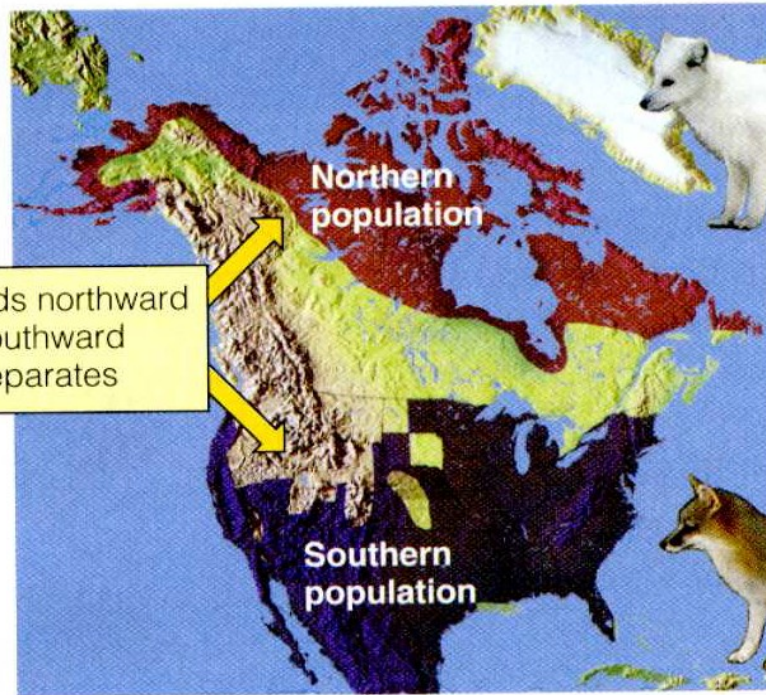 Northern
population
ds northward
outhward
eparates
Southern
population